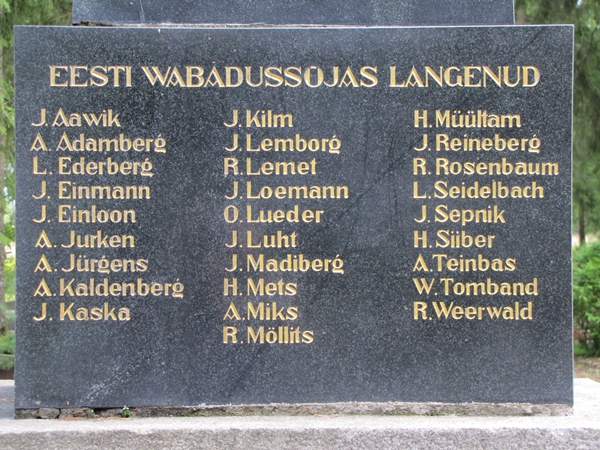 EESTI WABADUSSÕJAS LANGENUD
J. Aawik
A. Adamberg
L. Ederberg
J. Einmann
J. Einloon
A. Jurken
A. Jürgens
A. Kaldenberg
J. Kaska
J. Kilm
J. Lemborg
R. Lemet
J. Loemann
O. Lueder
J. Luht
J. Madiberg
H. Mets
A. Miks
R. Möllits
H. Müültam
J. Reineberg
R. Rosenbaum
L. Seidelbach
J. Sepnik
H. Siiber
A. Teinbas
W. Tomband
R. Weerwald